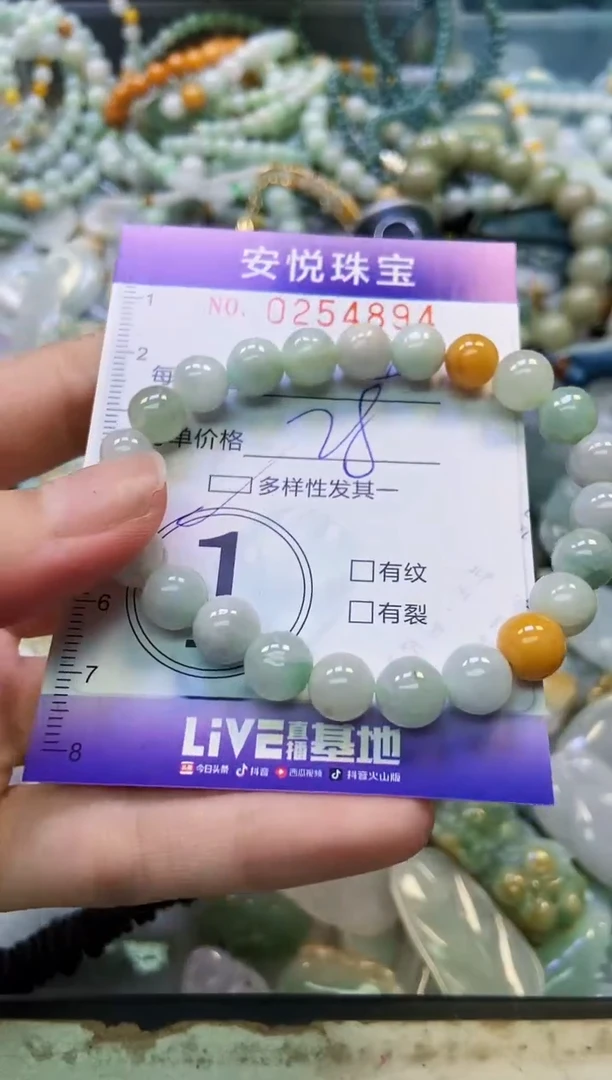 安悦珠宝
NO. 0254894
1
2
每
单价格 28
多样性发其一
1
□有纹
□有裂
6
7
8
LiVE直播基地
头条 今日头条 抖音 西瓜视频 抖音火山版